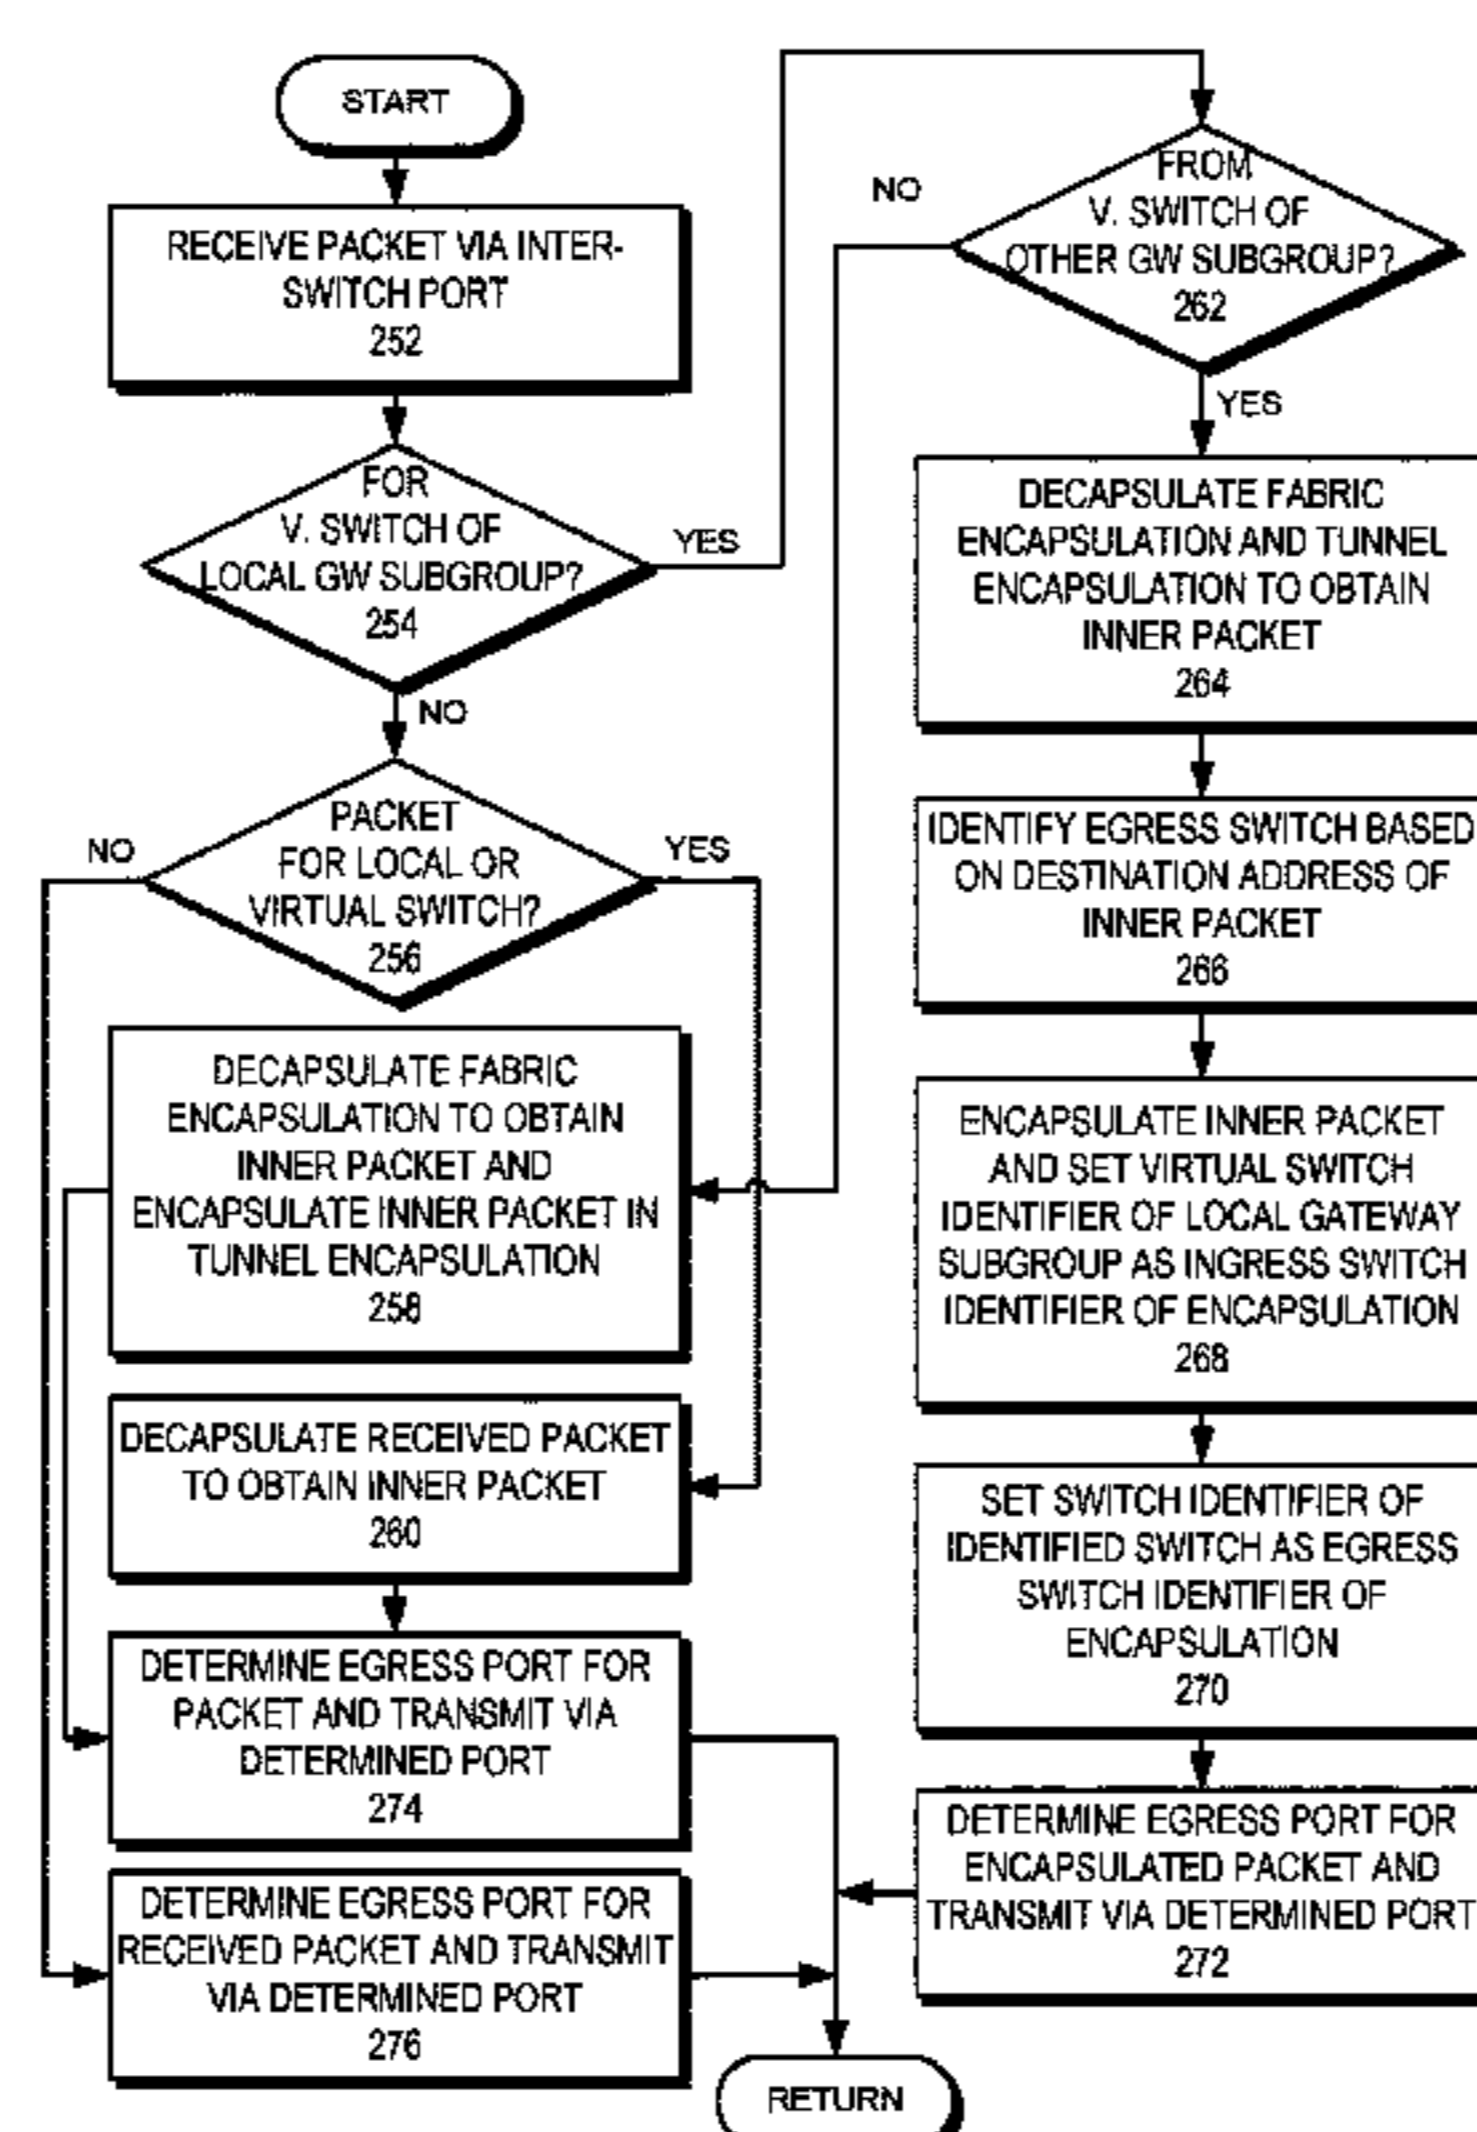 START
RECEIVE PACKET VIA INTER-
SWITCH PORT
252
FOR
V. SWITCH OF
LOCAL GW SUBGROUP?
254
YES
NO
PACKET
FOR LOCAL OR
VIRTUAL SWITCH?
256
NO
YES
DECAPSULATE FABRIC
ENCAPSULATION TO OBTAIN
INNER PACKET AND
ENCAPSULATE INNER PACKET IN
TUNNEL ENCAPSULATION
258
DECAPSULATE RECEIVED PACKET
TO OBTAIN INNER PACKET
260
DETERMINE EGRESS PORT FOR
PACKET AND TRANSMIT VIA
DETERMINED PORT
274
DETERMINE EGRESS PORT FOR
RECEIVED PACKET AND TRANSMIT
VIA DETERMINED PORT
276
FROM
V. SWITCH OF
OTHER GW SUBGROUP?
262
NO
YES
DECAPSULATE FABRIC
ENCAPSULATION AND TUNNEL
ENCAPSULATION TO OBTAIN
INNER PACKET
264
IDENTIFY EGRESS SWITCH BASED
ON DESTINATION ADDRESS OF
INNER PACKET
266
ENCAPSULATE INNER PACKET
AND SET VIRTUAL SWITCH
IDENTIFIER OF LOCAL GATEWAY
SUBGROUP AS INGRESS SWITCH
IDENTIFIER OF ENCAPSULATION
268
SET SWITCH IDENTIFIER OF
IDENTIFIED SWITCH AS EGRESS
SWITCH IDENTIFIER OF
ENCAPSULATION
270
DETERMINE EGRESS PORT FOR
ENCAPSULATED PACKET AND
TRANSMIT VIA DETERMINED PORT
272
RETURN